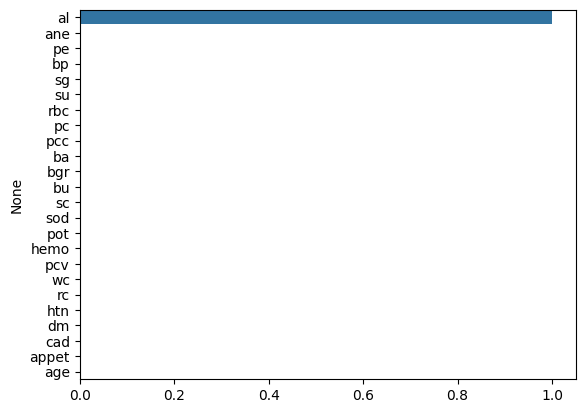 al
ane
pe
bp
sg
su
rbc
pc
pcc
ba
bgr
bu
sc
sod
pot
hemo
pcv
wc
rc
htn
dm
cad
appet
age
None
0.0 0.2 0.4 0.6 0.8 1.0